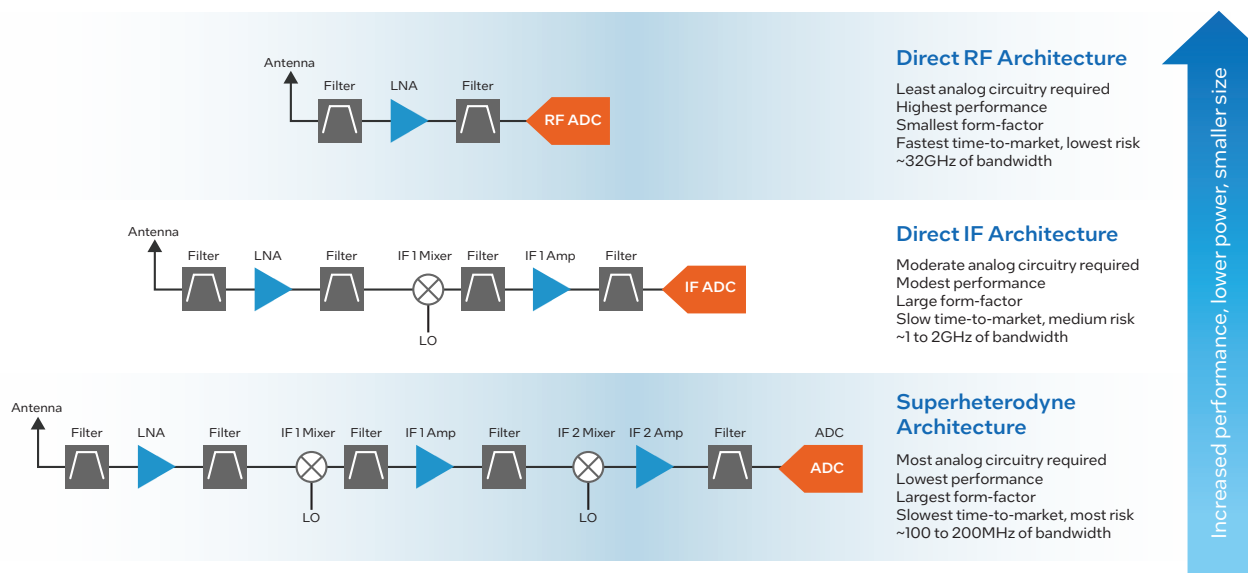 Direct RF Architecture
Least analog circuitry required
Highest performance
Smallest form-factor
Fastest time-to-market, lowest risk
~32GHz of bandwidth
Antenna
Filter
LNA
Filter
RF ADC
Direct IF Architecture
Moderate analog circuitry required
Modest performance
Large form-factor
Slow time-to-market, medium risk
~1 to 2GHz of bandwidth
Antenna
Filter
LNA
Filter
IF 1 Mixer
Filter
IF 1 Amp
Filter
IF ADC
LO
Superheterodyne
Architecture
Most analog circuitry required
Lowest performance
Largest form-factor
Slowest time-to-market, most risk
~100 to 200MHz of bandwidth
Antenna
Filter
LNA
Filter
IF 1 Mixer
Filter
IF 1 Amp
Filter
IF 2 Mixer
IF 2 Amp
Filter
ADC
ADC
LO
LO
Increased performance, lower power, smaller size